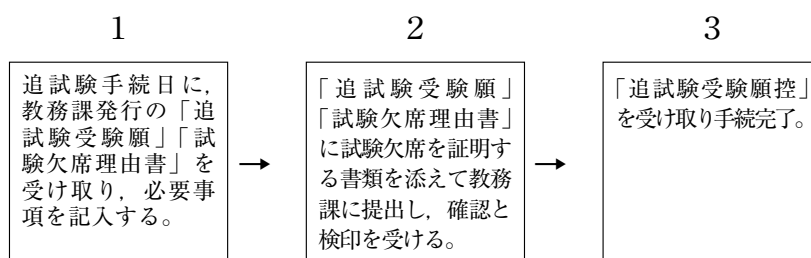 1
追試験手続日に，
教務課発行の「追
試験受験願」「試
験欠席理由書」を
受け取り，必要事
項を記入する。
→
2
「追試験受験願」
「試験欠席理由書」
に試験欠席を証明す
る書類を添えて教務
課に提出し，確認と
検印を受ける。
→
3
「追試験受験願控」
を受け取り手続完了。